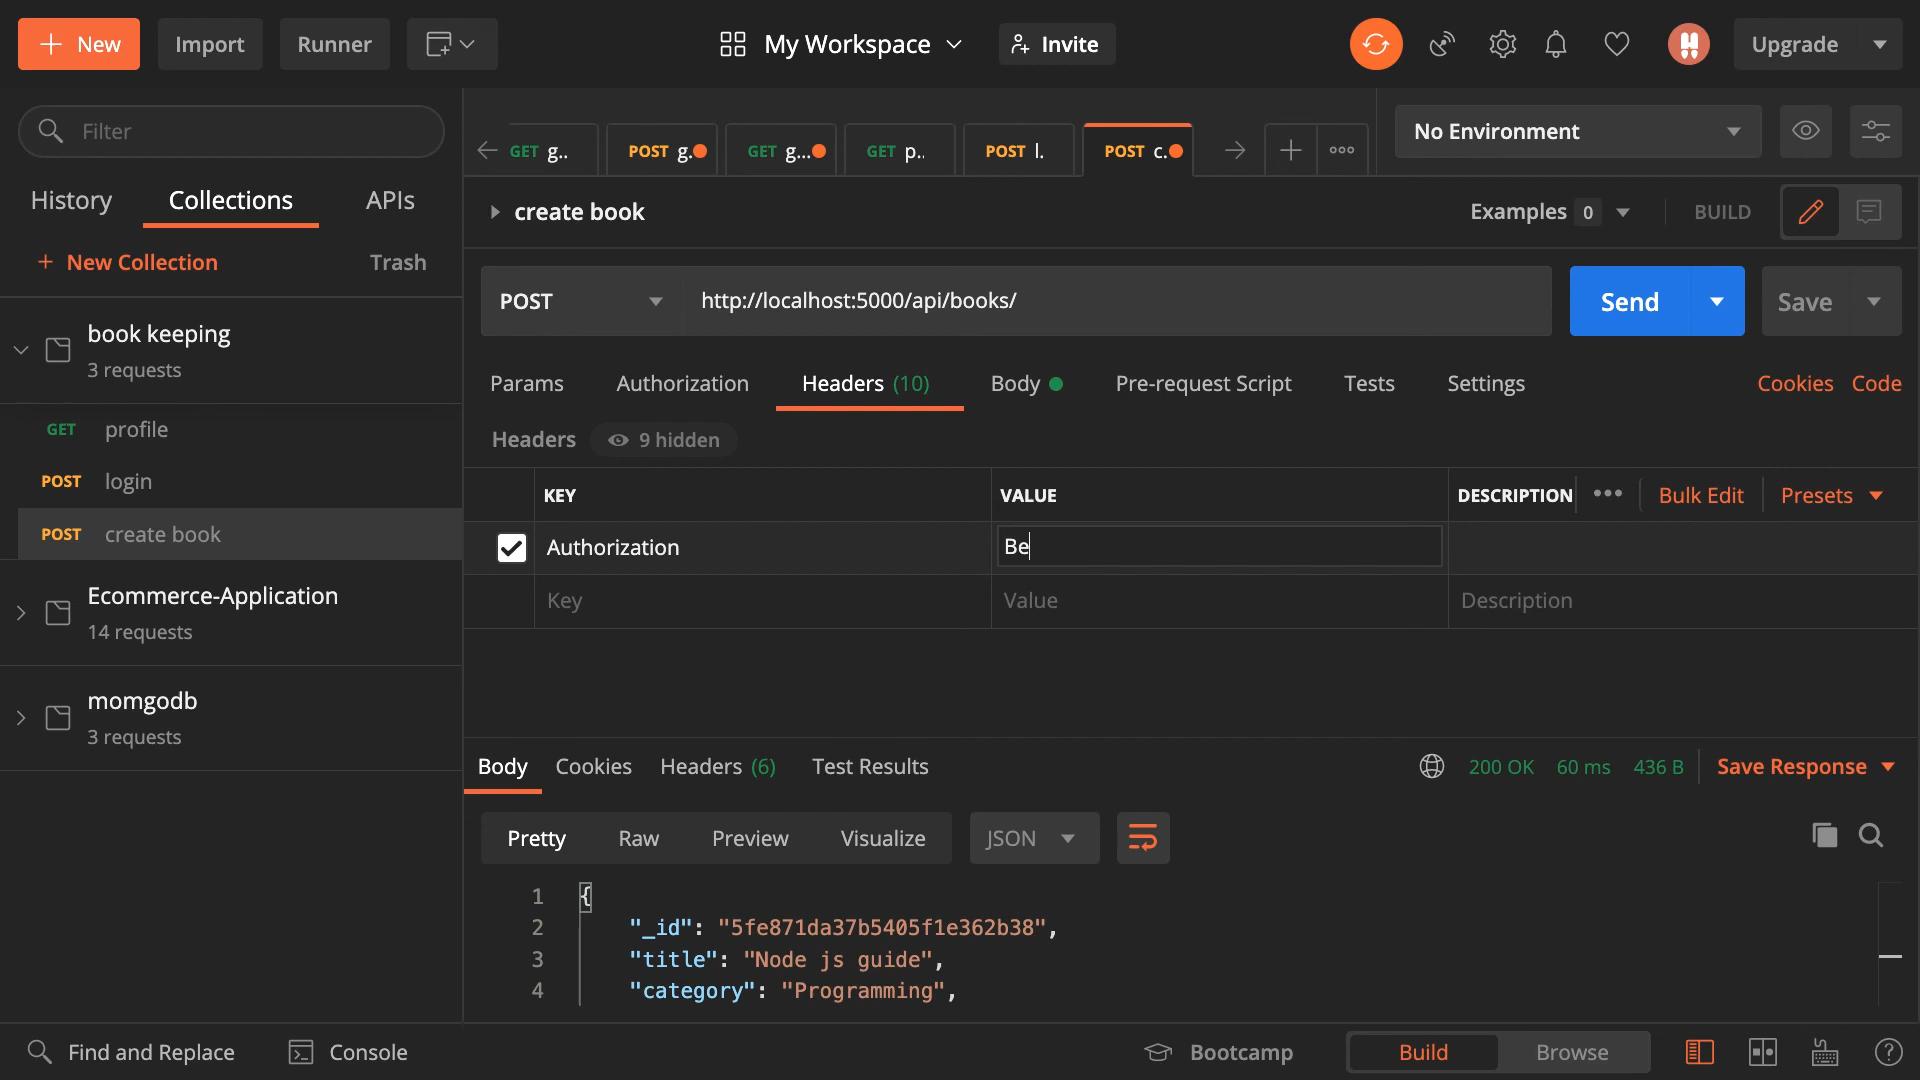 New
Import
Runner
My Workspace
Invite
Upgrade
Filter
GET g..
POST g.
GET g...
GET p..
POST l.
POST c.
No Environment
History
Collections
APIs
create book
Examples 0
BUILD
+ New Collection
Trash
POST
http://localhost:5000/api/books/
Send
Save
book keeping
3 requests
Params
Authorization
Headers (10)
Body
Pre-request Script
Tests
Settings
Cookies
Code
GET profile
Headers
9 hidden
POST login
KEY
VALUE
DESCRIPTION
Bulk Edit
Presets
POST create book
Authorization
Be
Key
Value
Description
Ecommerce-Application
14 requests
momgodb
3 requests
Body
Cookies
Headers (6)
Test Results
200 OK
60 ms
436 B
Save Response
Pretty
Raw
Preview
Visualize
JSON
1 {
2 "_id": "5fe871da37b5405f1e362b38",
3 "title": "Node js guide",
4 "category": "Programming",
Find and Replace
Console
Bootcamp
Build
Browse